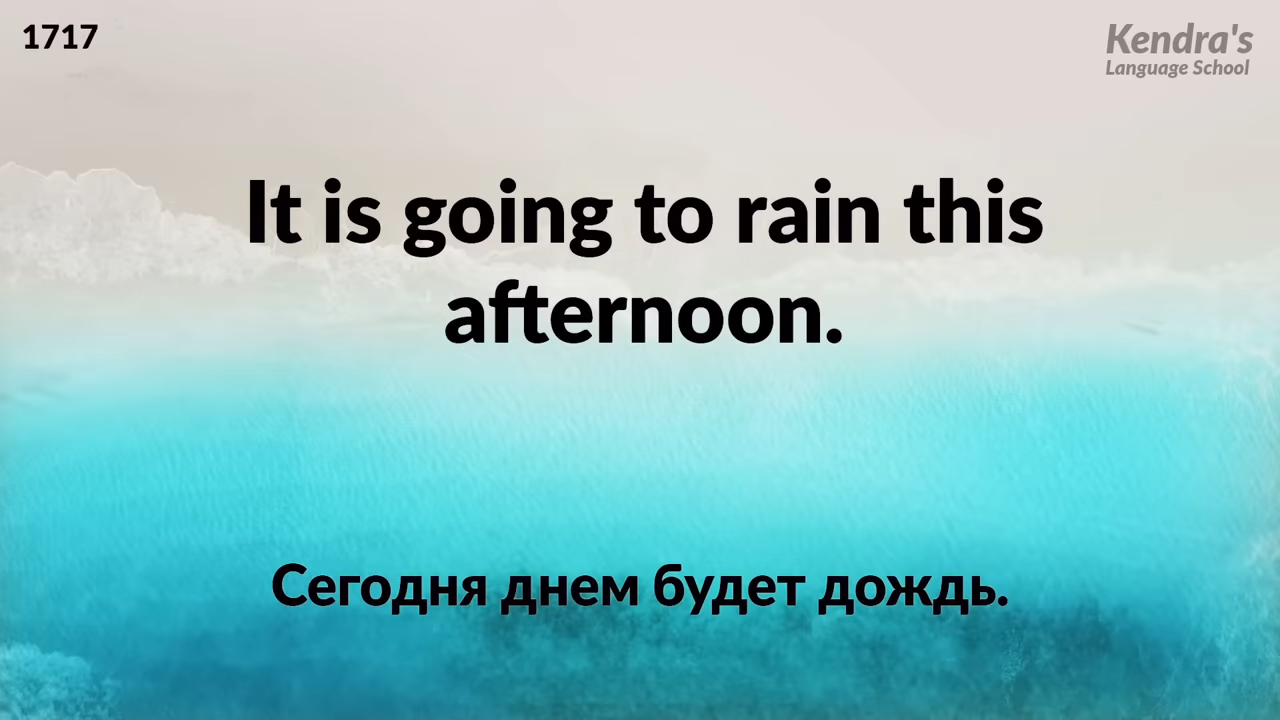 1717
Kendra's
Language School
It is going to rain this
afternoon.
Сегодня днем будет дождь.